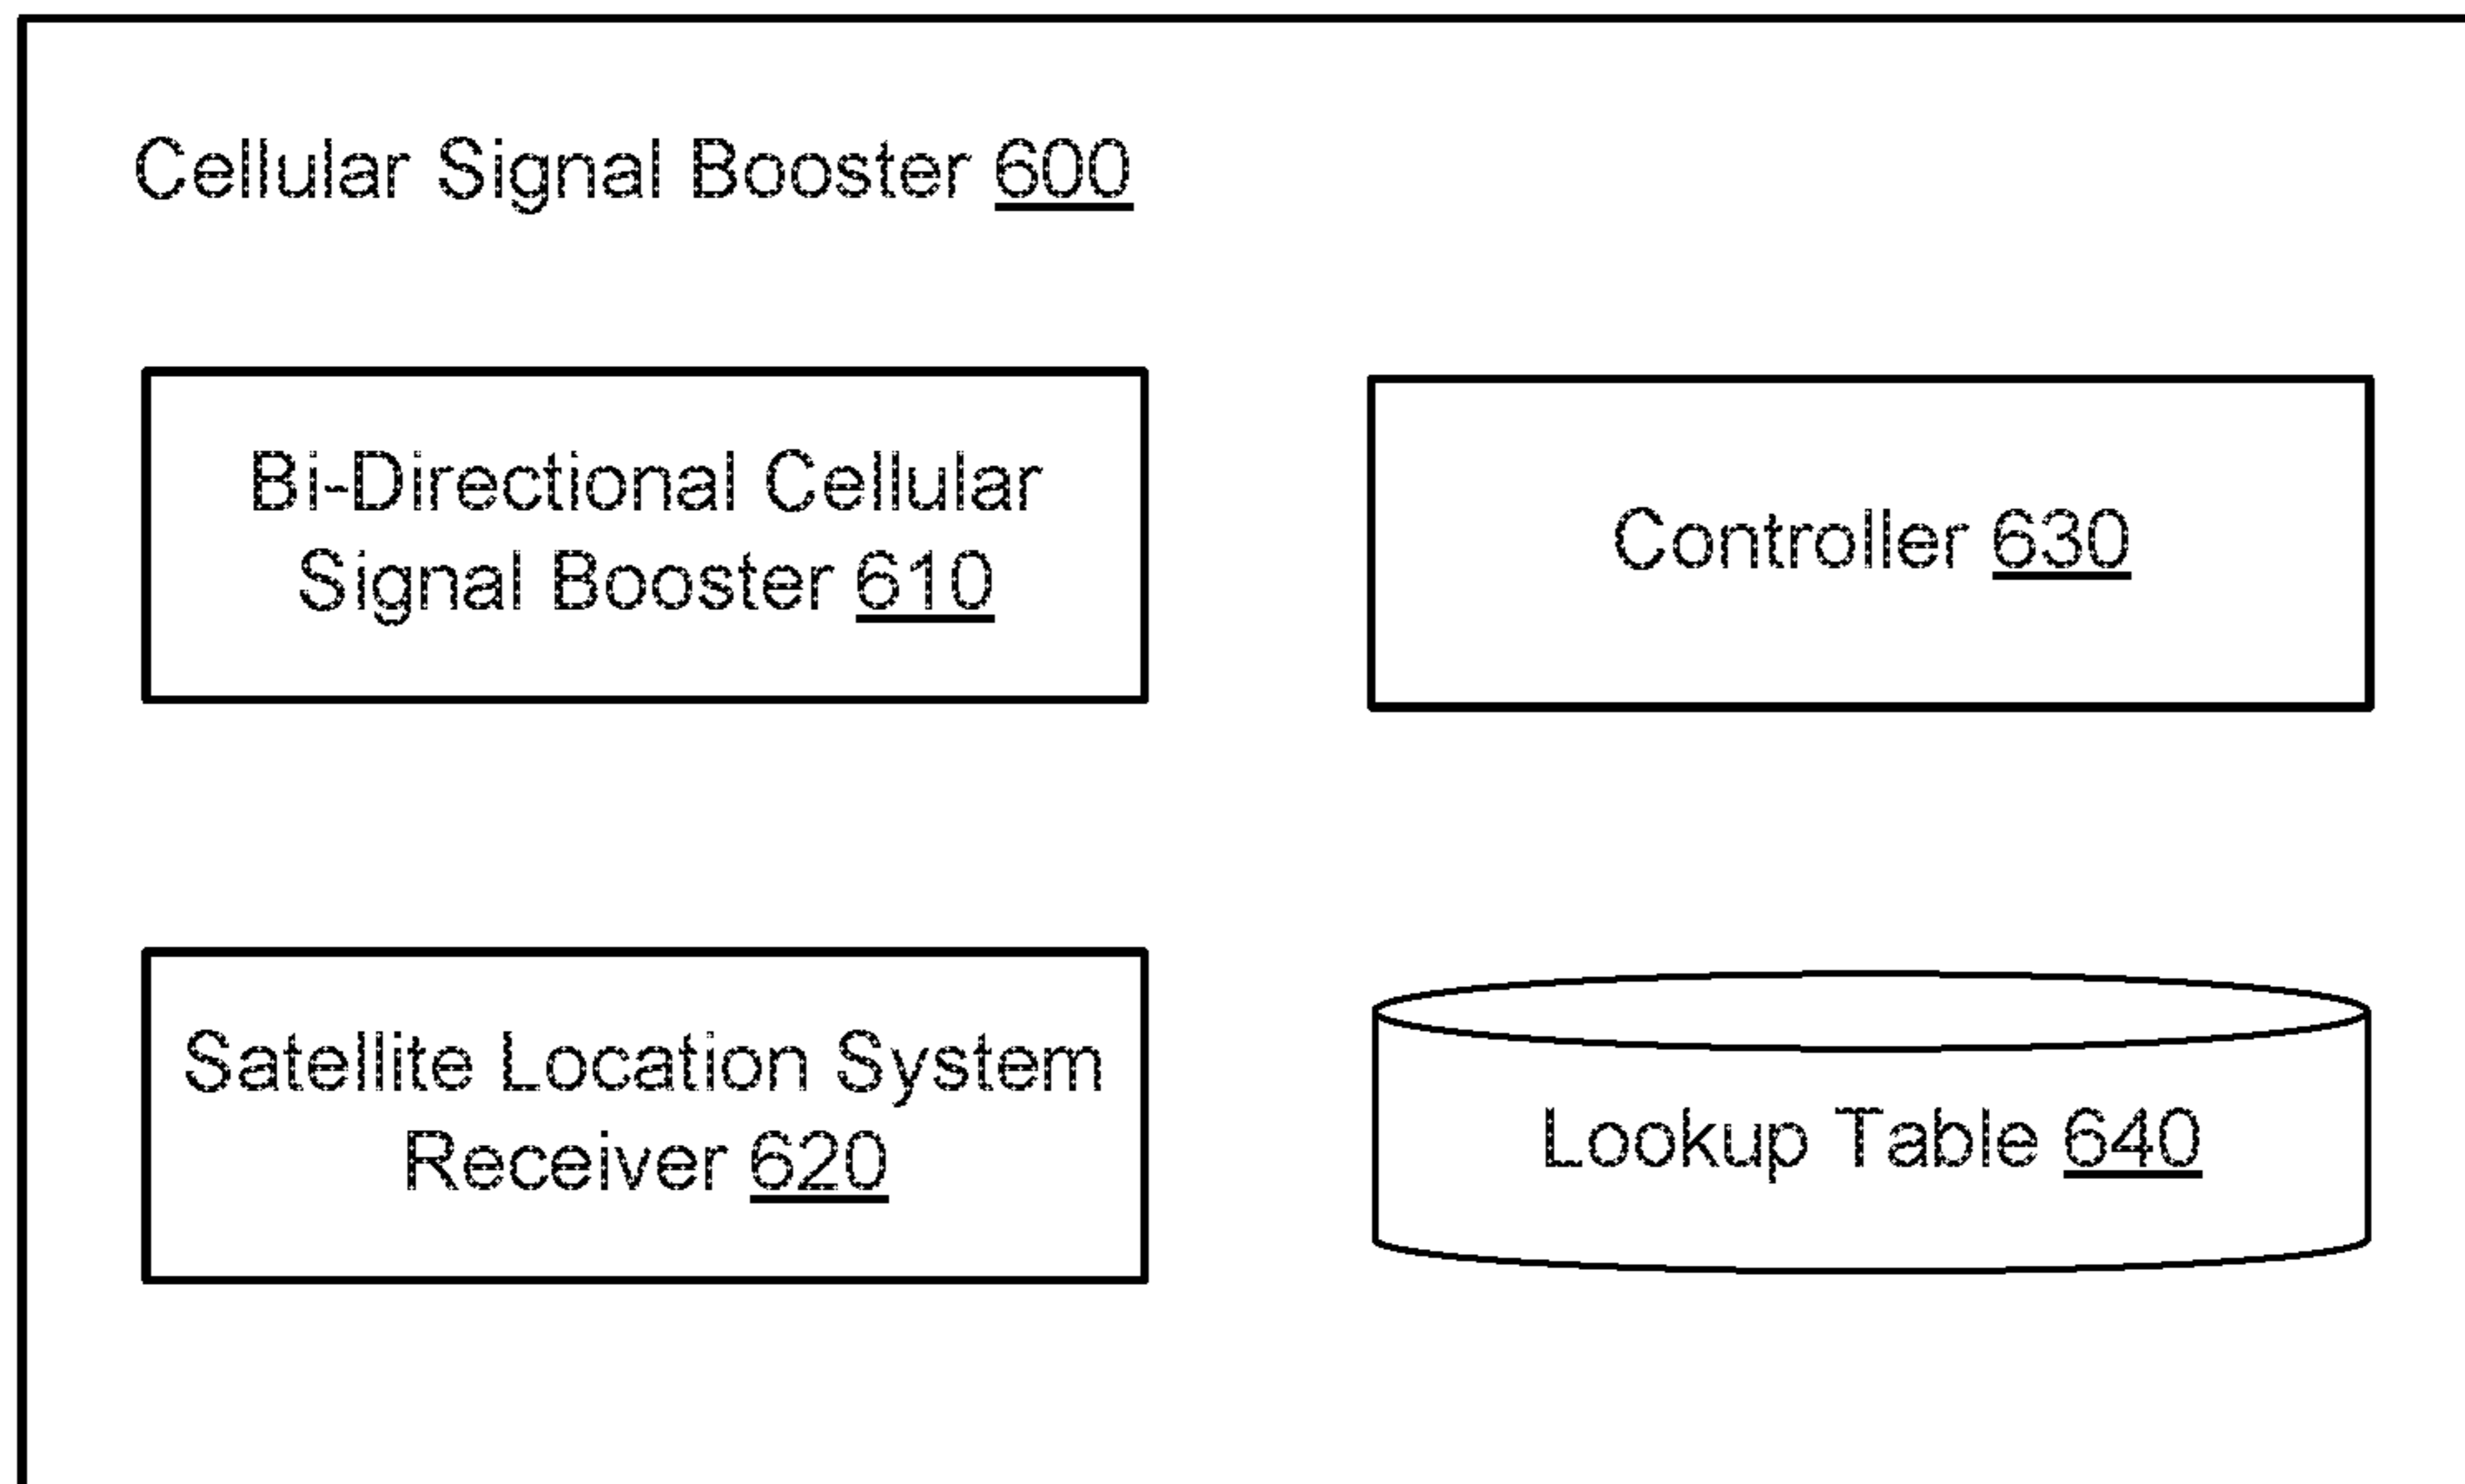 Cellular Signal Booster 600
Bi-Directional Cellular
Signal Booster 610
Controller 630
Satellite Location System
Receiver 620
Lookup Table 640